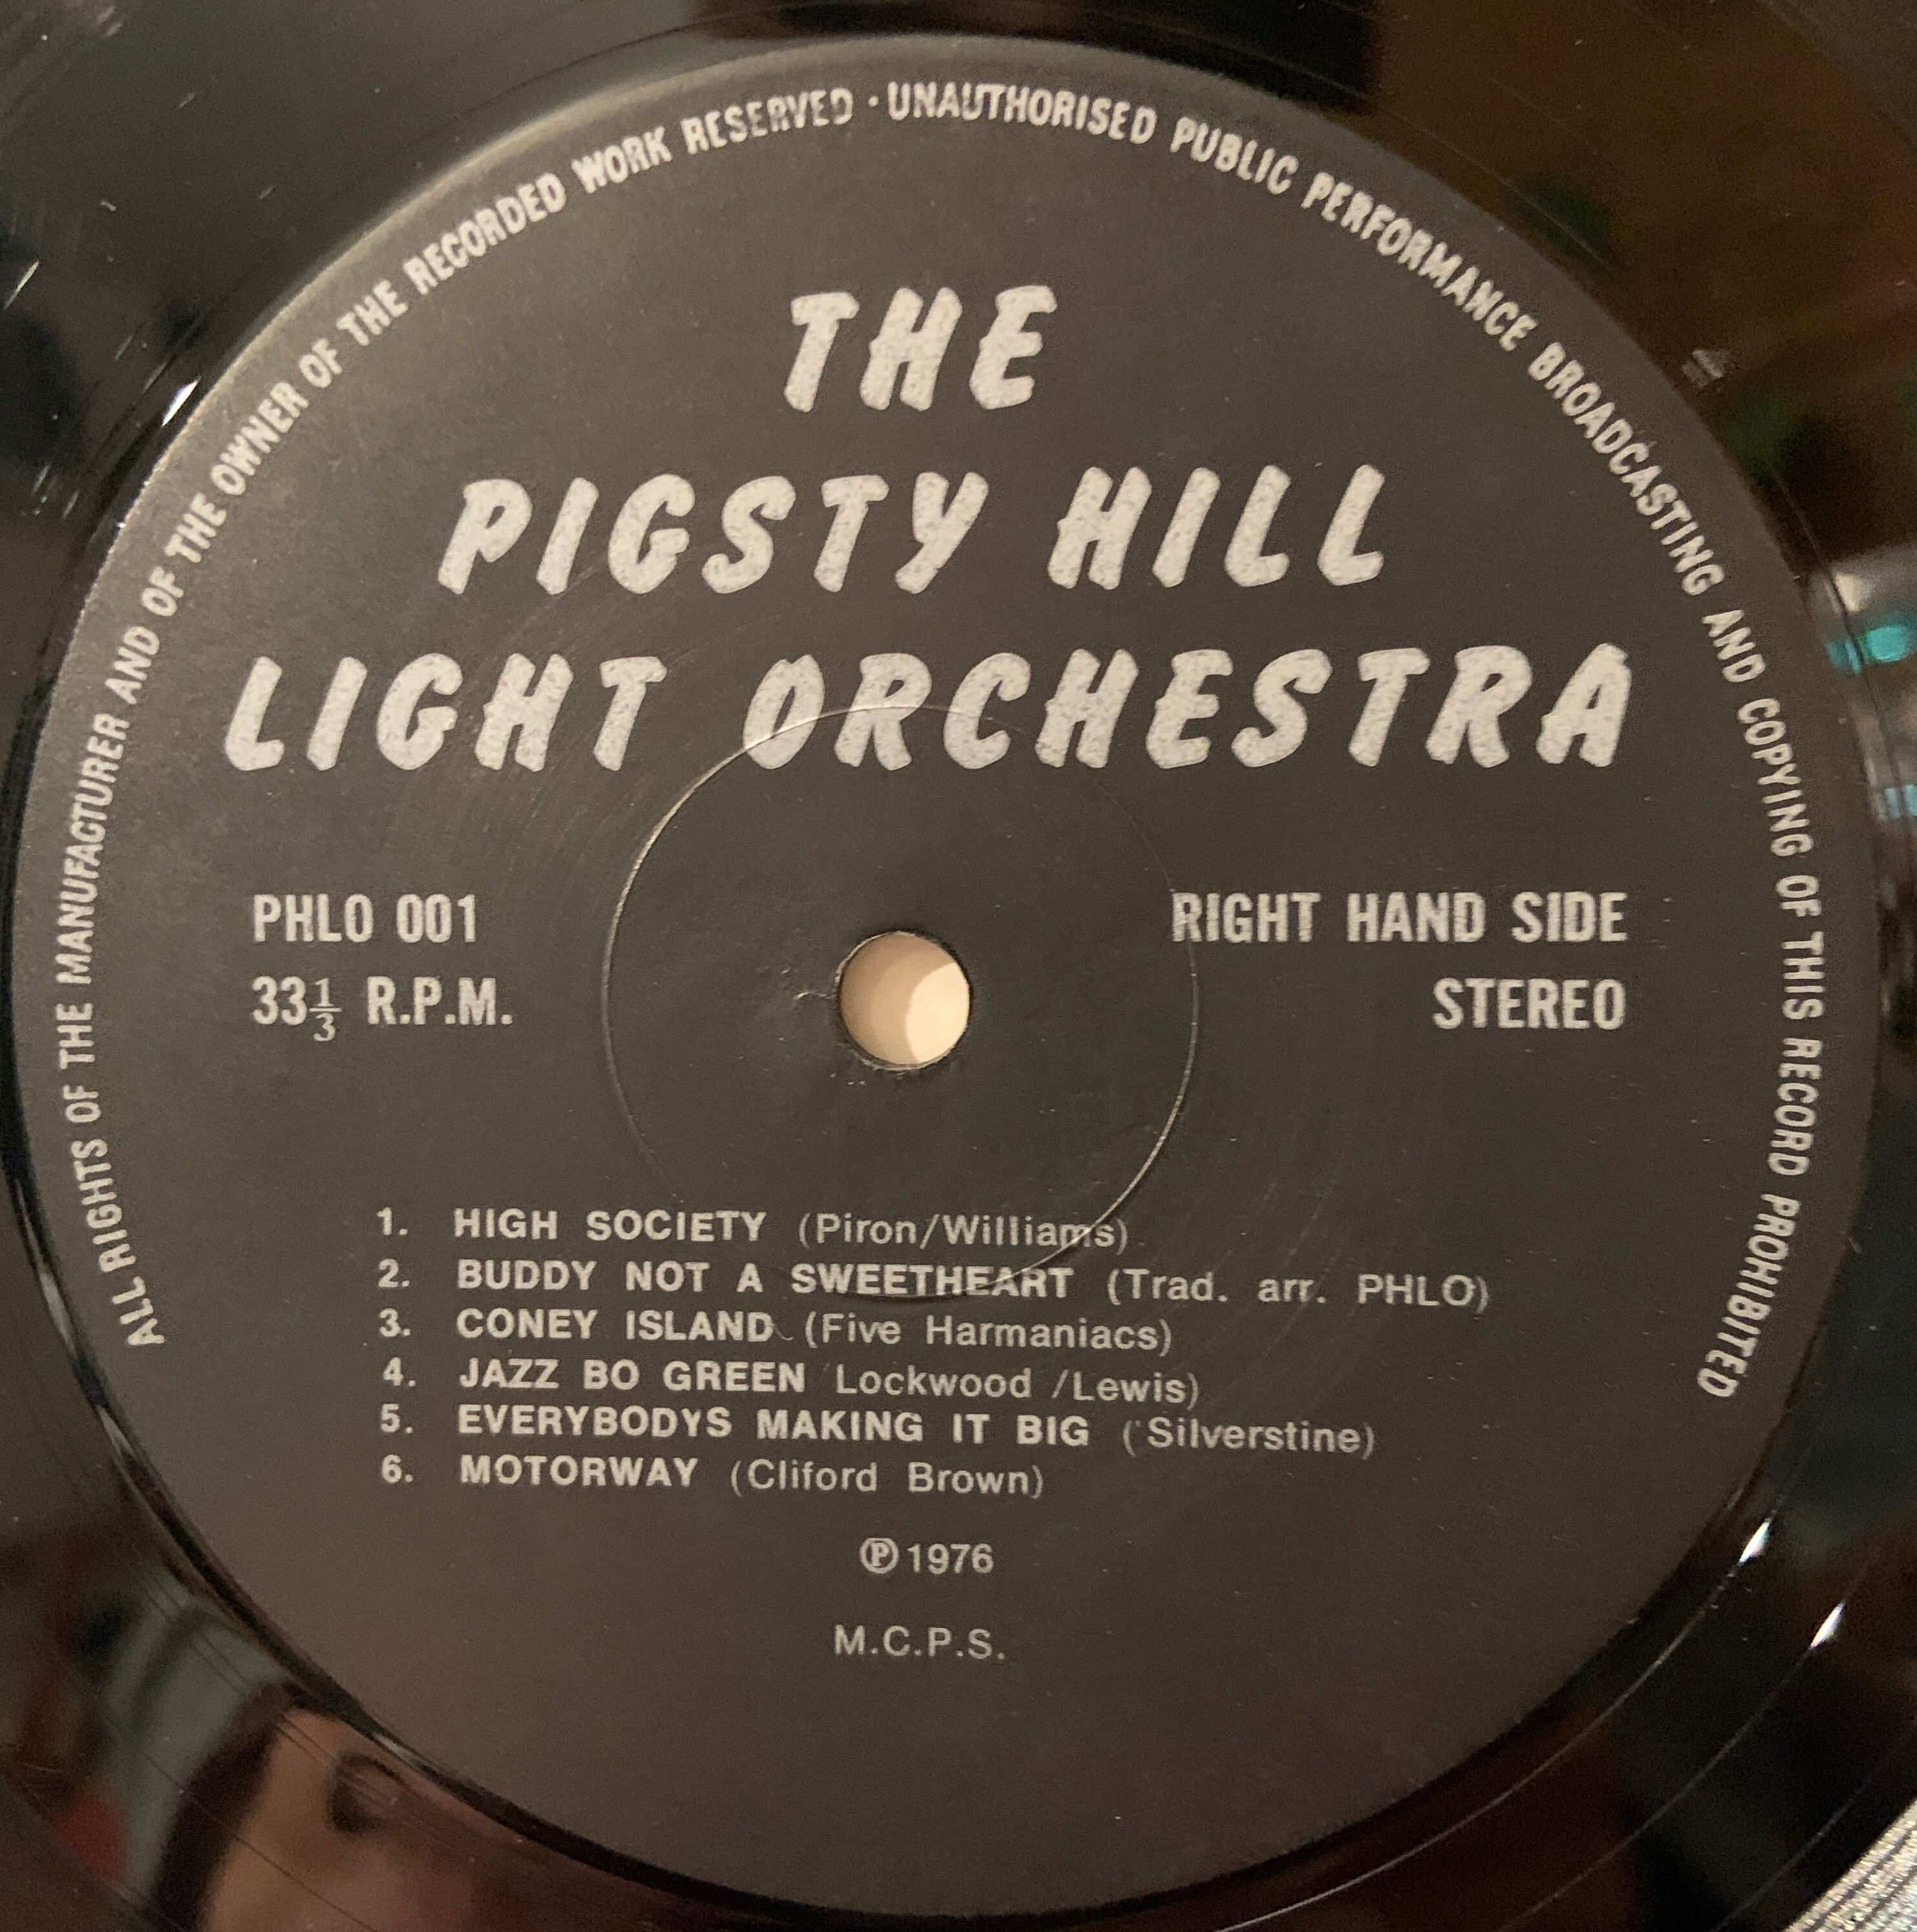 ALL RIGHTS OF THE MANUFACTURER AND OF THE OWNER OF THE RECORDED WORK RESERVED · UNAUTHORISED PUBLIC PERFORMANCE BROADCASTING AND COPYING OF THIS RECORD PROHIBITED
THE
PIGSTY HILL
LIGHT ORCHESTRA
PHLO 001
RIGHT HAND SIDE
33⅓ R.P.M.
STEREO
1. HIGH SOCIETY (Piron/Williams)
2. BUDDY NOT A SWEETHEART (Trad. arr. PHLO)
3. CONEY ISLAND (Five Harmaniacs)
4. JAZZ BO GREEN 'Lockwood /Lewis)
5. EVERYBODYS MAKING IT BIG ('Silverstine)
6. MOTORWAY (Cliford Brown)
℗1976
M.C.P.S.